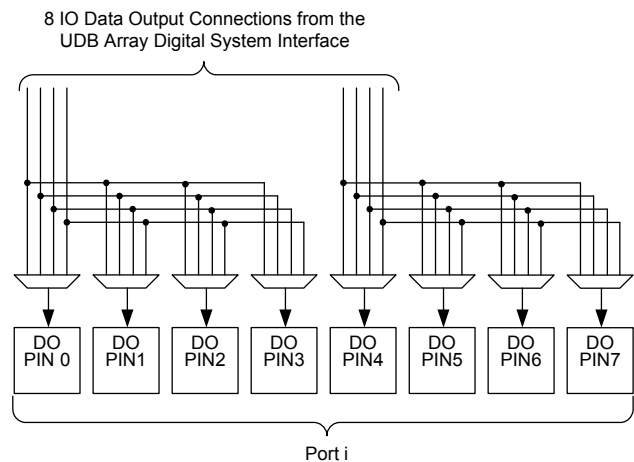 8 IO Data Output Connections from the
UDB Array Digital System Interface
DO DO DO DO DO DO DO DO
PIN 0 PIN1 PIN2 PIN3 PIN4 PIN5 PIN6 PIN7
Port i